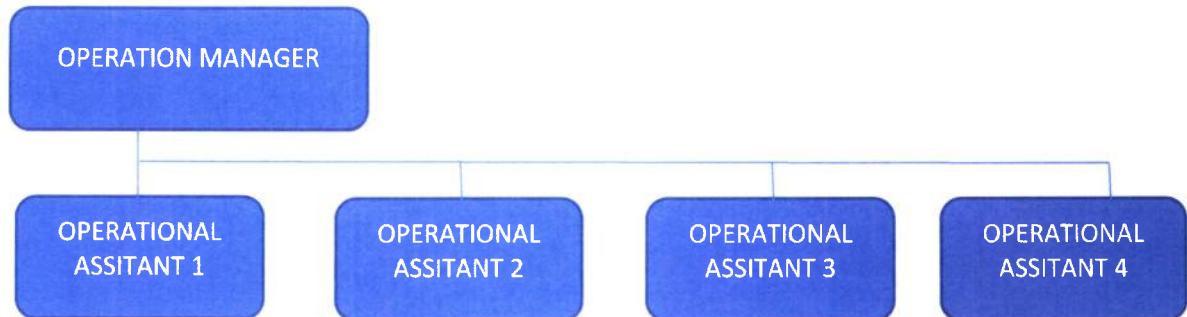 OPERATION MANAGER
OPERATIONAL
ASSITANT 1
OPERATIONAL
ASSITANT 2
OPERATIONAL
ASSITANT 3
OPERATIONAL
ASSITANT 4